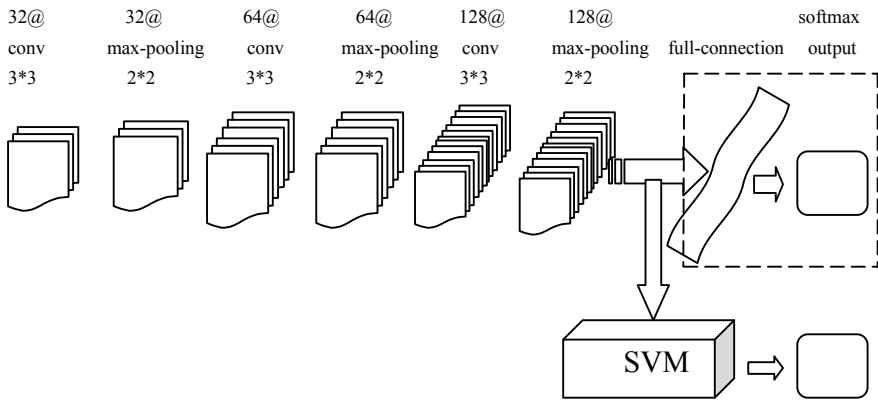 32@ 32@ 64@ 64@ 128@ 128@ softmax
conv max-pooling conv max-pooling conv max-pooling full-connection output
3*3 2*2 3*3 2*2 3*3 2*2
SVM